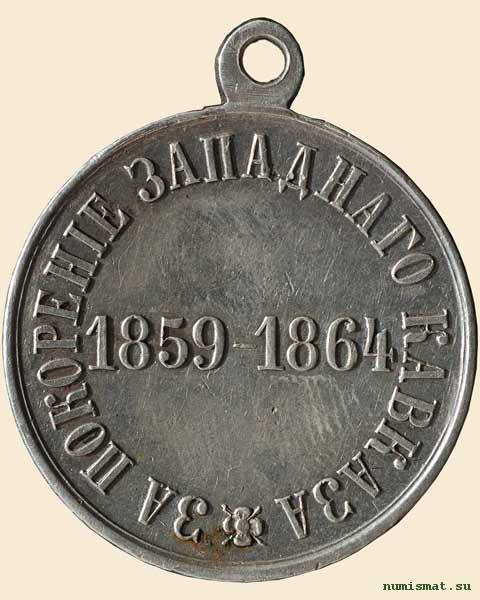 ЗА ПОКОРЕНІЕ ЗАПАДНАГО КАВКАЗА
1859-1864
numismat.su